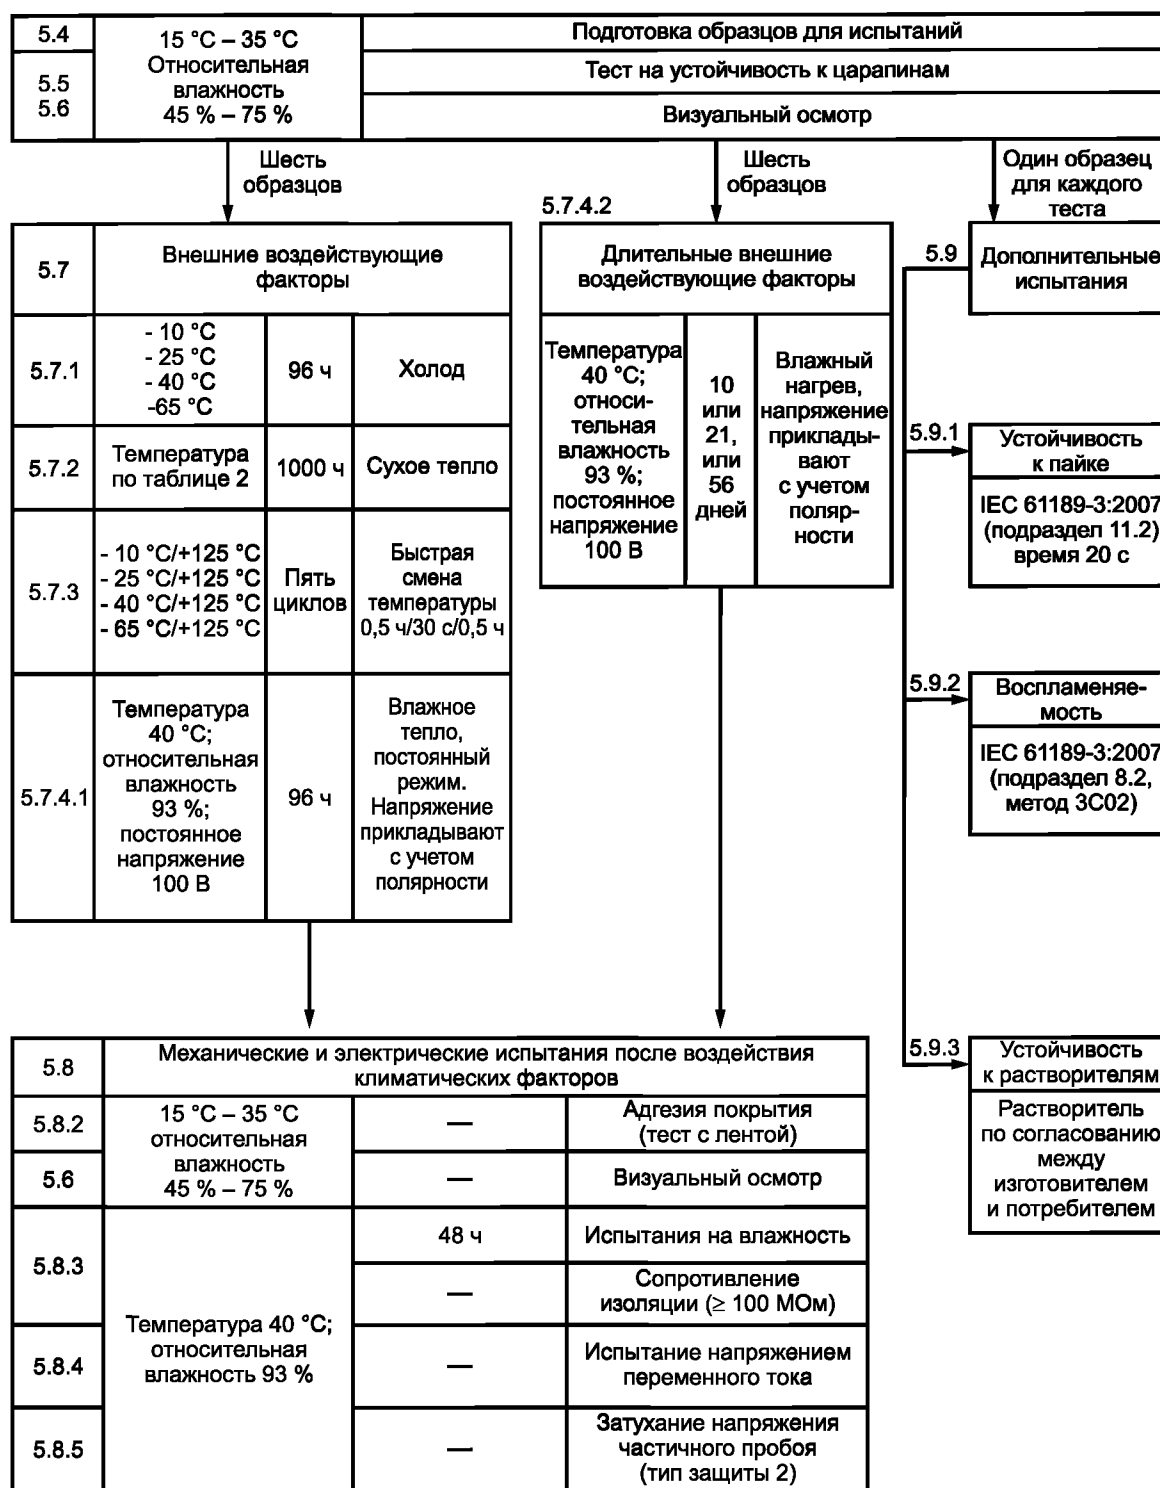 5.4
15 °C – 35 °C
Относительная
влажность
45 % – 75 %
Подготовка образцов для испытаний
5.5
5.6
Тест на устойчивость к царапинам
Визуальный осмотр
Шесть
образцов
Шесть
образцов
Один образец
для каждого
теста
5.7
Внешние воздействующие
факторы
5.7.1
- 10 °C
- 25 °C
- 40 °C
-65 °C
96 ч
Холод
5.7.2
Температура
по таблице 2
1000 ч
Сухое тепло
5.7.3
- 10 °C/+125 °C
- 25 °C/+125 °C
- 40 °C/+125 °C
- 65 °C/+125 °C
Пять
циклов
Быстрая
смена
температуры
0,5 ч/30 с/0,5 ч
5.7.4.1
Температура
40 °C;
относительная
влажность
93 %;
постоянное
напряжение
100 В
96 ч
Влажное
тепло,
постоянный
режим.
Напряжение
прикладывают
с учетом
полярности
5.7.4.2
Длительные внешние
воздействующие факторы
Температура
40 °C;
относи-
тельная
влажность
93 %;
постоянное
напряжение
100 В
10
или
21,
или
56
дней
Влажный
нагрев,
напряжение
приклады-
вают
с учетом
поляр-
ности
5.9
Дополнительные
испытания
5.9.1
Устойчивость
к пайке
IEC 61189-3:2007
(подраздел 11.2)
время 20 с
5.9.2
Воспламеняе-
мость
IEC 61189-3:2007
(подраздел 8.2,
метод 3C02)
5.9.3
Устойчивость
к растворителям
Растворитель
по согласованию
между
изготовителем
и потребителем
5.8
Механические и электрические испытания после воздействия
климатических факторов
5.8.2
15 °C – 35 °C
относительная
влажность
45 % – 75 %
—
Адгезия покрытия
(тест с лентой)
5.6
—
Визуальный осмотр
5.8.3
Температура 40 °C;
относительная
влажность 93 %
48 ч
Испытания на влажность
—
Сопротивление
изоляции (≥ 100 МОм)
5.8.4
—
Испытание напряжением
переменного тока
5.8.5
—
Затухание напряжения
частичного пробоя
(тип защиты 2)